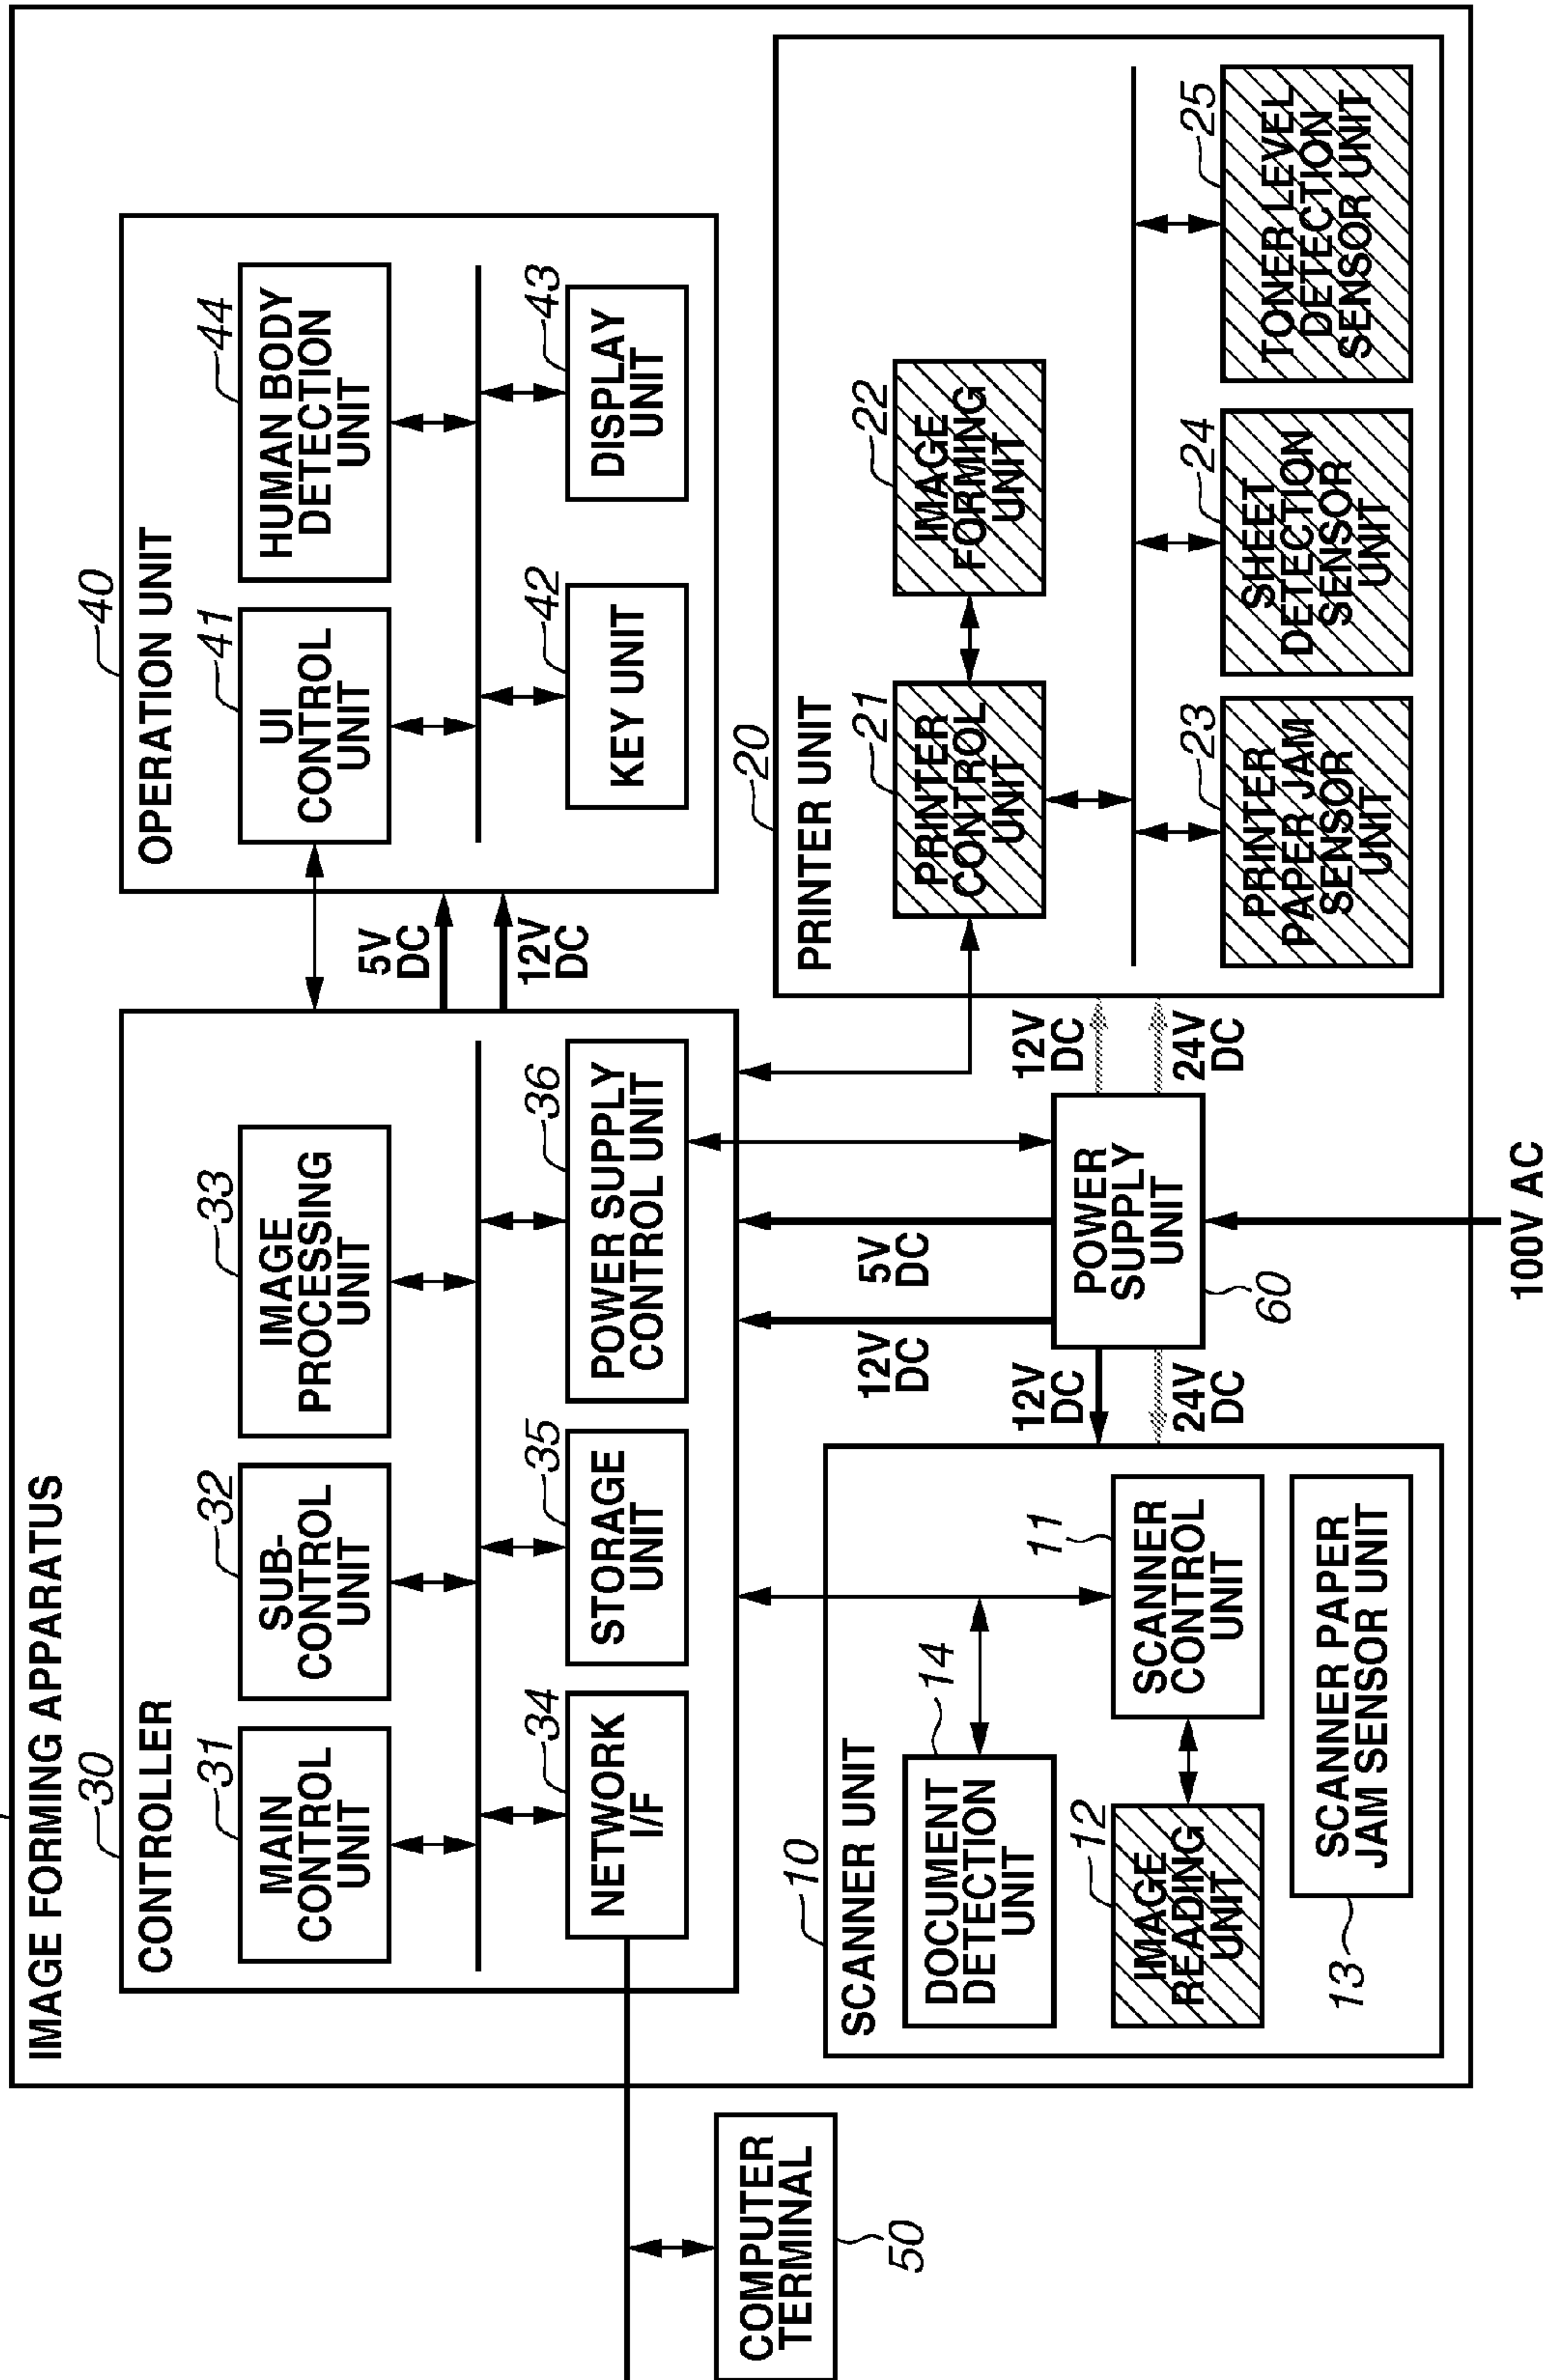 IMAGE FORMING APPARATUS
30
CONTROLLER
31
MAIN
CONTROL
UNIT
32
SUB-
CONTROL
UNIT
33
IMAGE
PROCESSING
UNIT
34
NETWORK
I/F
35
STORAGE
UNIT
36
POWER SUPPLY
CONTROL UNIT
5V
DC
12V
DC
40
OPERATION UNIT
41
UI
CONTROL
UNIT
44
HUMAN BODY
DETECTION
UNIT
42
KEY UNIT
43
DISPLAY
UNIT
COMPUTER
TERMINAL
50
10
SCANNER UNIT
DOCUMENT
DETECTION
UNIT
14
12
IMAGE
READING
UNIT
11
SCANNER
CONTROL
UNIT
SCANNER PAPER
JAM SENSOR UNIT
13
12V
DC
5V
DC
12V
DC
24V
DC
POWER
SUPPLY
UNIT
60
12V
DC
24V
DC
100V AC
20
PRINTER UNIT
21
PRINTER
CONTROL
UNIT
22
IMAGE
FORMING
UNIT
23
PRINTER
PAPER JAM
SENSOR
UNIT
24
SHEET
DETECTION
SENSOR
UNIT
25
TONER LEVEL
DETECTION
SENSOR UNIT